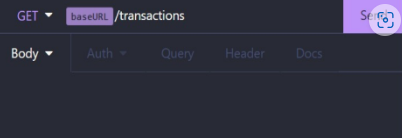 GET baseURL /transactions Send
Body Auth Query Header Docs